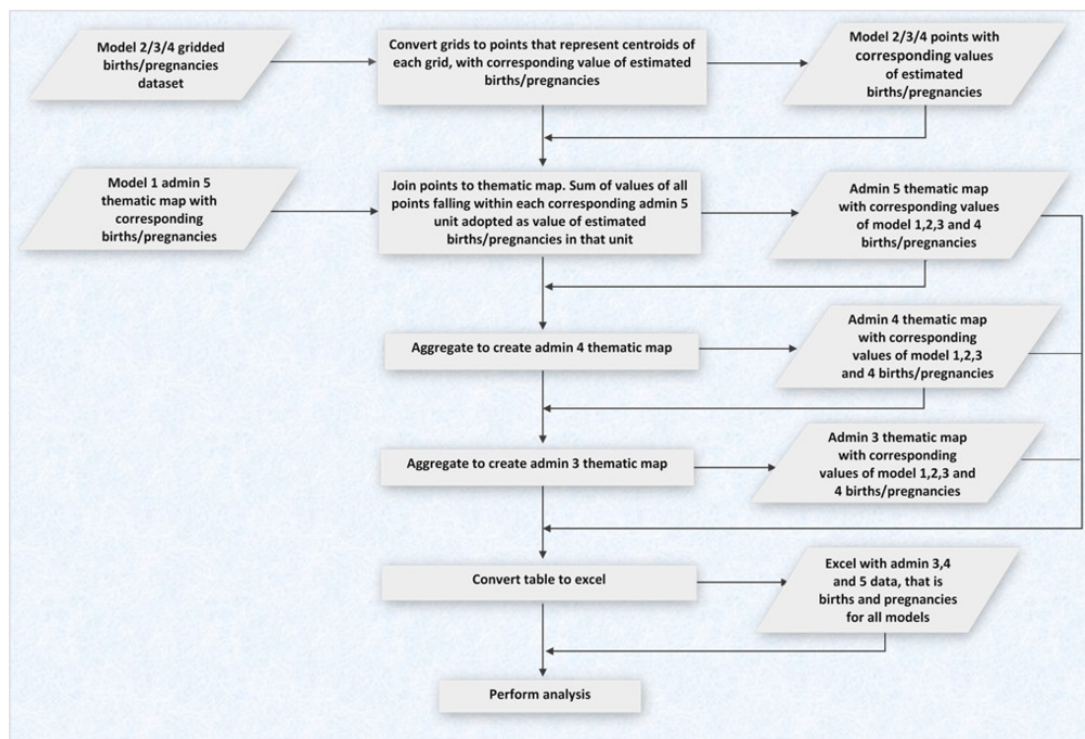 Model 2/3/4 gridded
births/pregnancies
dataset
Convert grids to points that represent centroids of
each grid, with corresponding value of estimated
births/pregnancies
Model 2/3/4 points with
corresponding values
of estimated
births/pregnancies
Model 1 admin 5
thematic map with
corresponding
births/pregnancies
Join points to thematic map. Sum of values of all
points falling within each corresponding admin 5
unit adopted as value of estimated
births/pregnancies in that unit
Admin 5 thematic map
with corresponding values
of model 1,2,3 and 4
births/pregnancies
Aggregate to create admin 4 thematic map
Admin 4 thematic map
with corresponding
values of model 1,2,3
and 4 births/pregnancies
Aggregate to create admin 3 thematic map
Admin 3 thematic map
with corresponding
values of model 1,2,3 and
4 births/pregnancies
Convert table to excel
Excel with admin 3,4
and 5 data, that is
births and pregnancies
for all models
Perform analysis